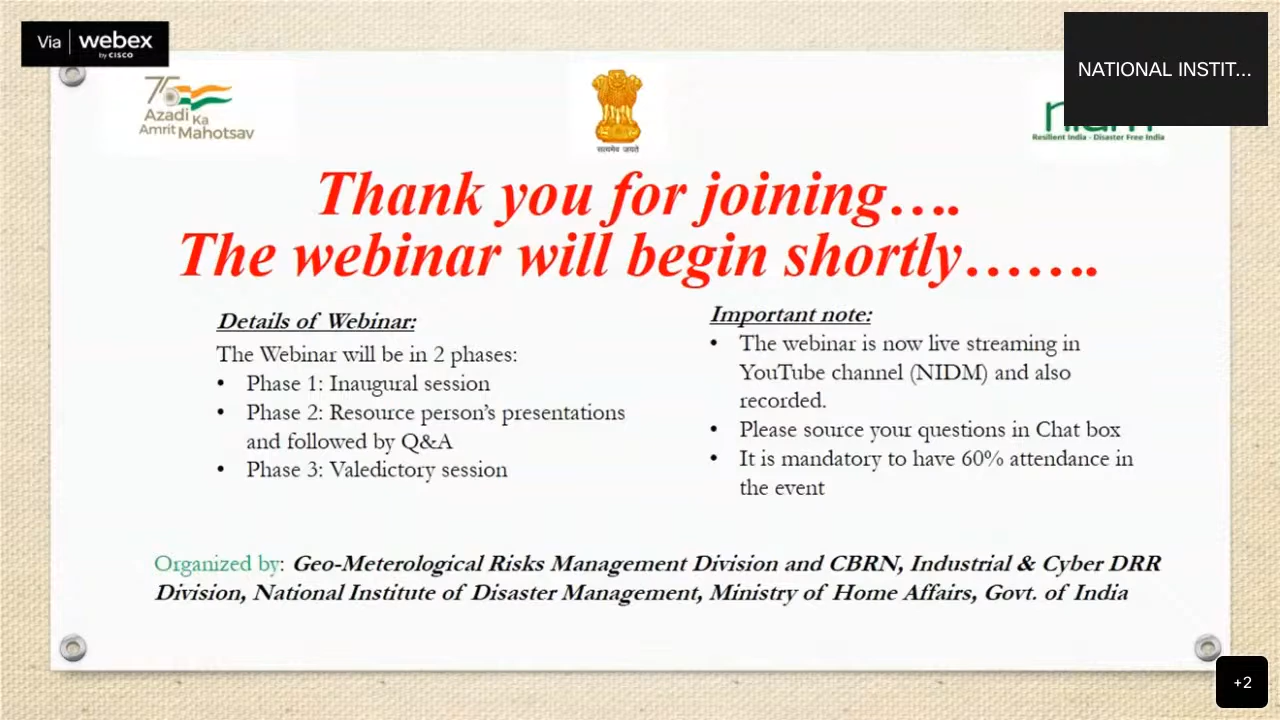 Via webex
by CISCO
NATIONAL INSTIT...
75
Azadi Ka
Amrit Mahotsav
सत्यमेव जयते
Resilient India - Disaster Free India
Thank you for joining….
The webinar will begin shortly…….
Details of Webinar:
The Webinar will be in 2 phases:
• Phase 1: Inaugural session
• Phase 2: Resource person’s presentations
and followed by Q&A
• Phase 3: Valedictory session
Important note:
• The webinar is now live streaming in
YouTube channel (NIDM) and also
recorded.
• Please source your questions in Chat box
• It is mandatory to have 60% attendance in
the event
Organized by: Geo-Meterological Risks Management Division and CBRN, Industrial & Cyber DRR
Division, National Institute of Disaster Management, Ministry of Home Affairs, Govt. of India
+2